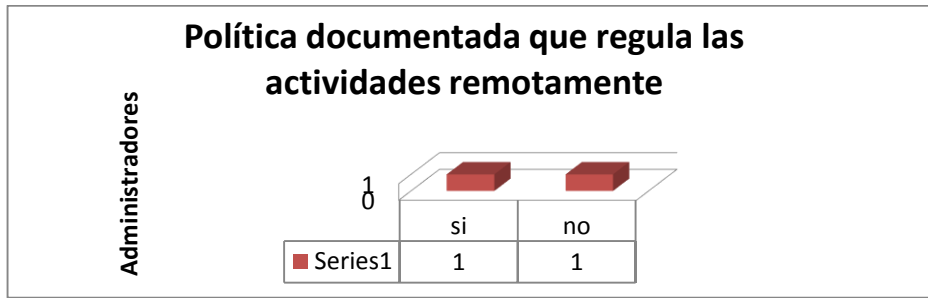 Política documentada que regula las
actividades remotamente
Administradores
1
0
si no
Series1 1 1